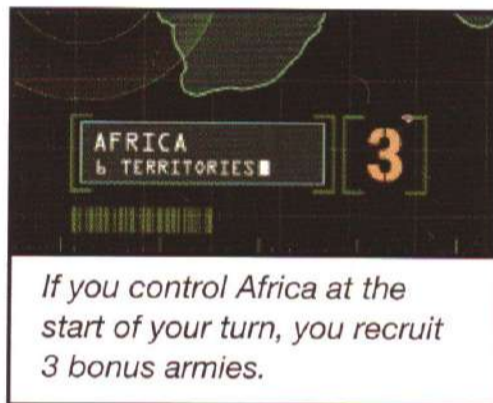 AFRICA
6 TERRITORIES
3
If you control Africa at the
start of your turn, you recruit
3 bonus armies.